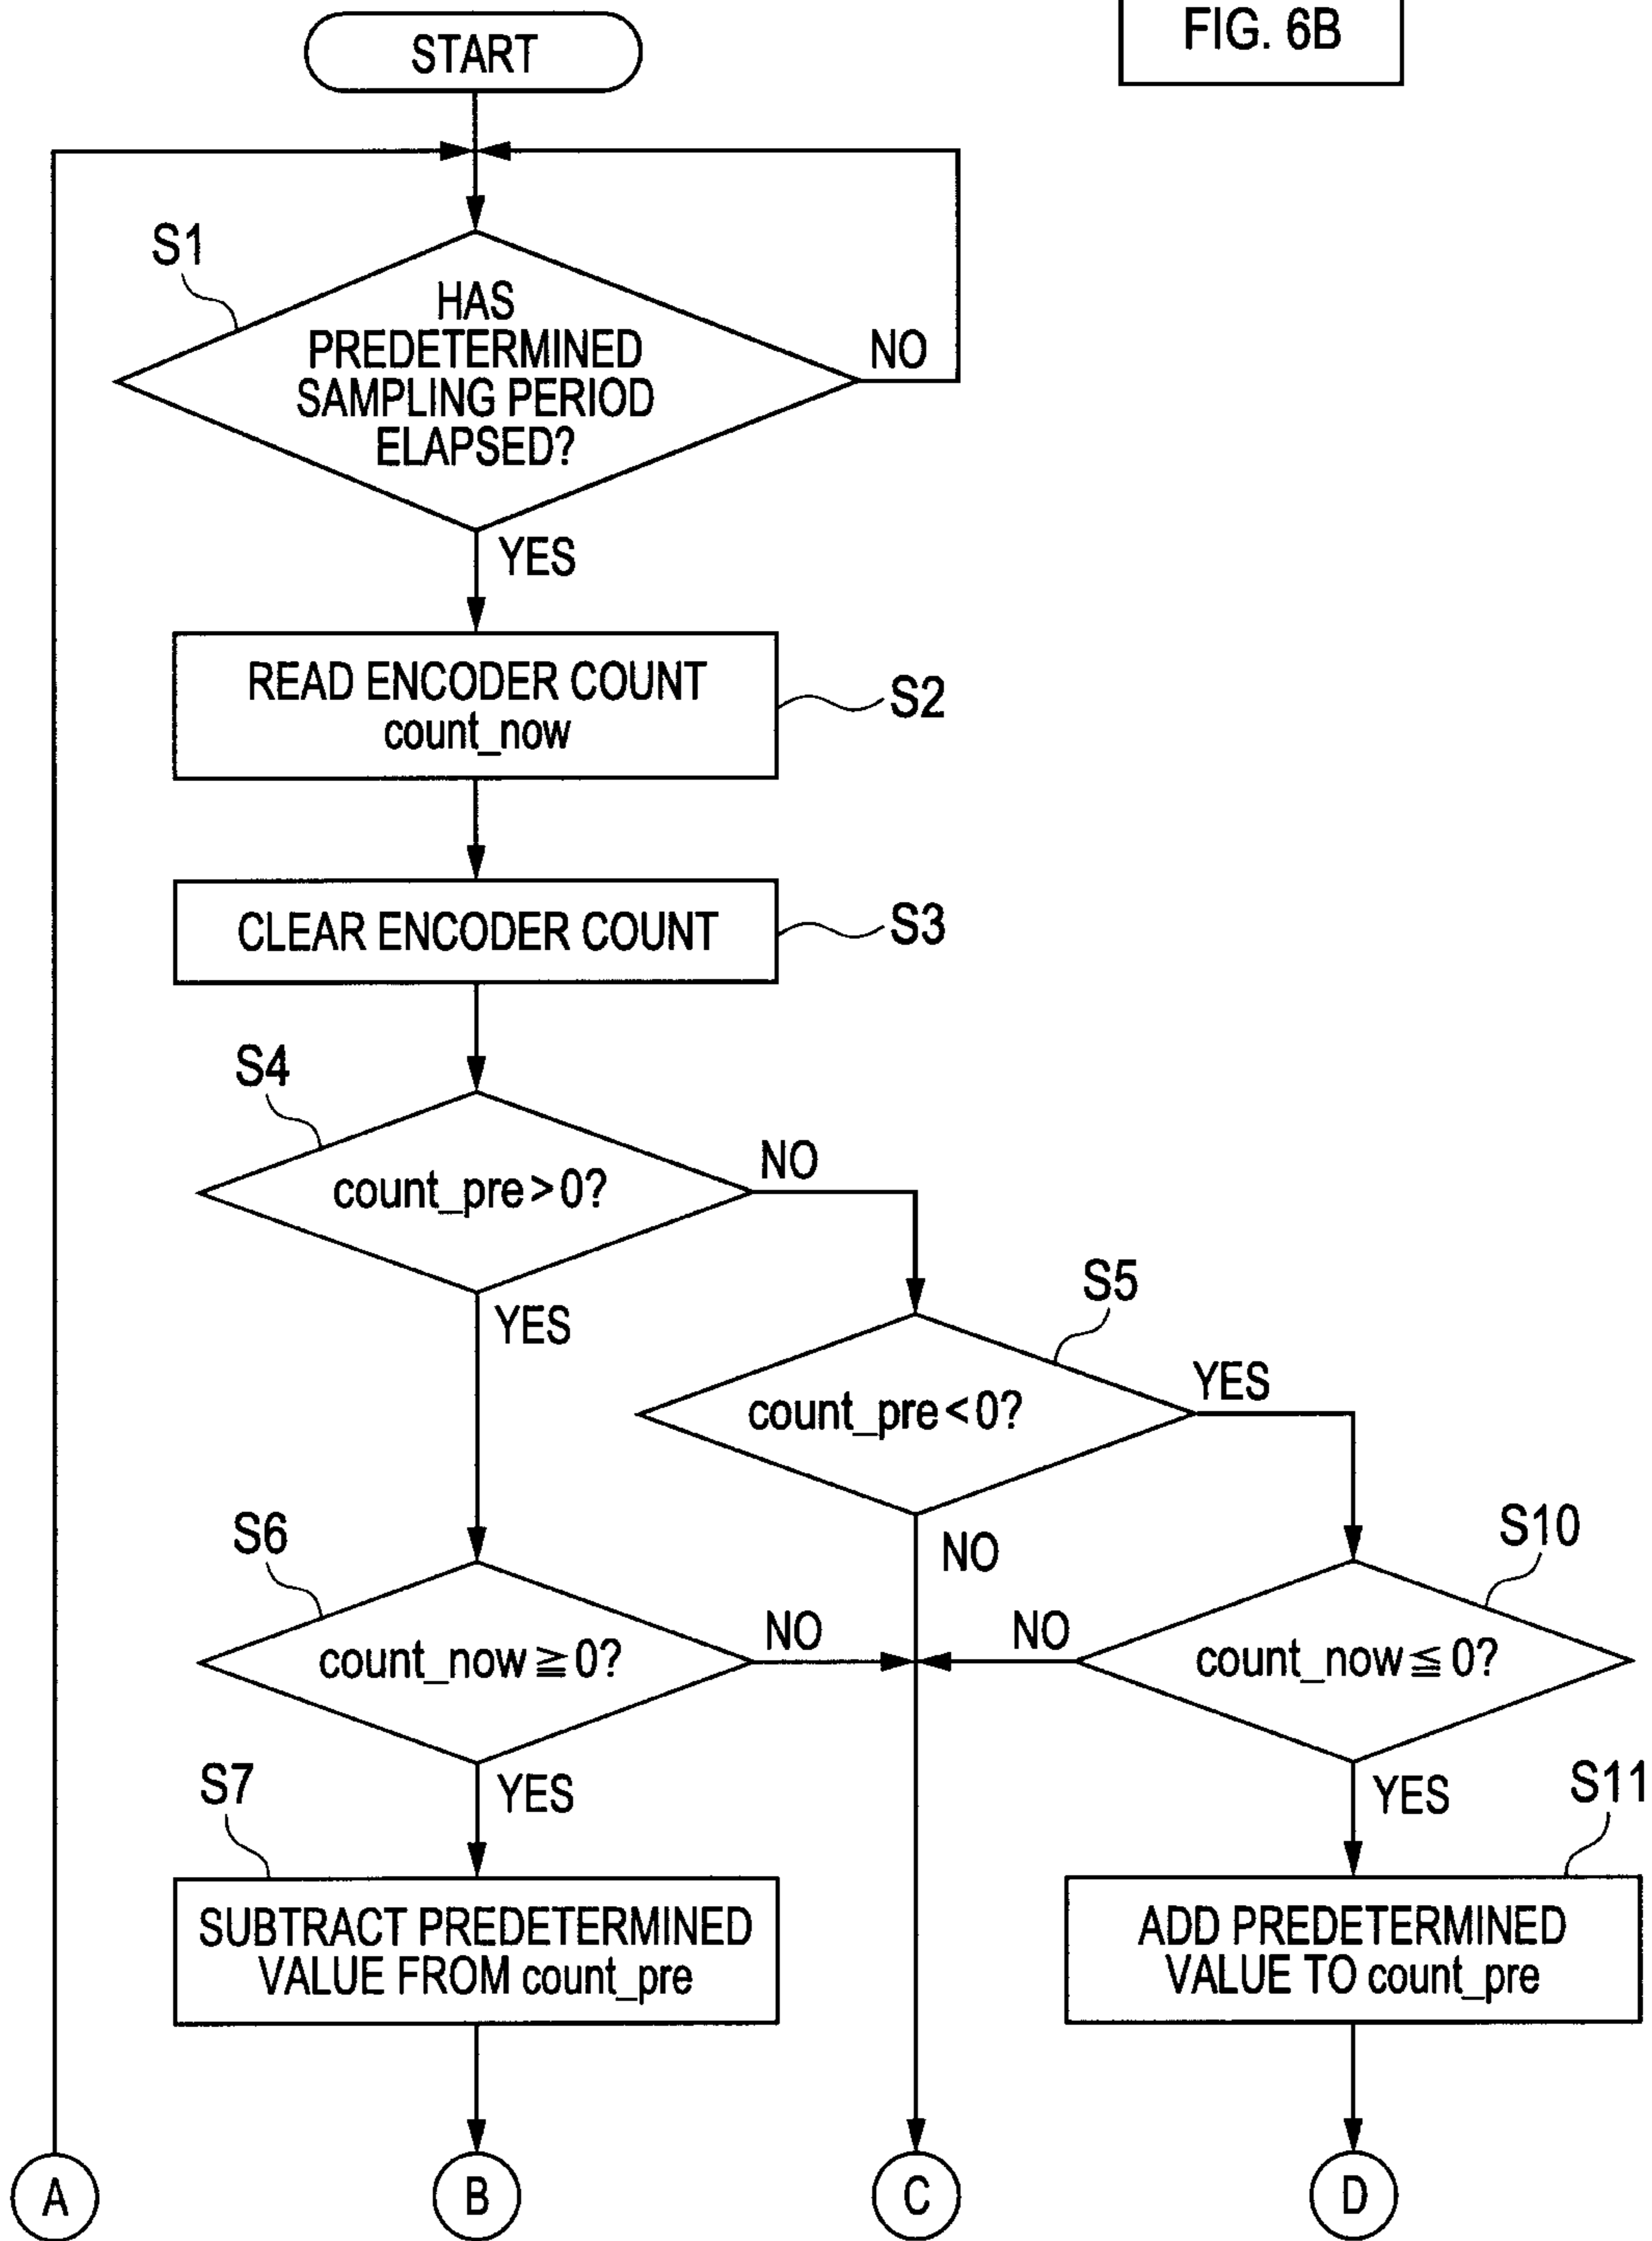 FIG. 6B
START
S1
HAS
PREDETERMINED
SAMPLING PERIOD
ELAPSED?
NO
YES
READ ENCODER COUNT
count_now
S2
CLEAR ENCODER COUNT
S3
S4
count_pre > 0?
NO
YES
S5
count_pre < 0?
YES
NO
S6
count_now ≧ 0?
NO
YES
S10
count_now ≦ 0?
NO
YES
S7
SUBTRACT PREDETERMINED
VALUE FROM count_pre
S11
ADD PREDETERMINED
VALUE TO count_pre
A
B
C
D